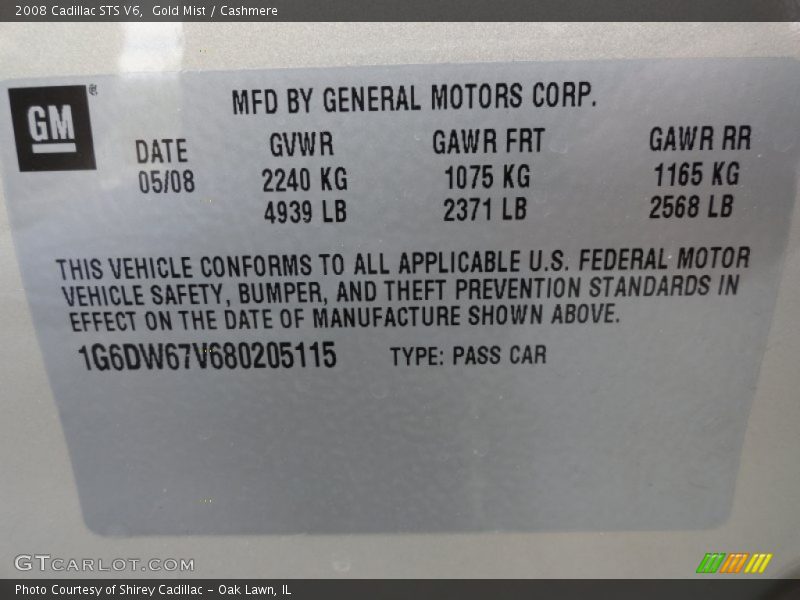 2008 Cadillac STS V6, Gold Mist / Cashmere
GM ®
MFD BY GENERAL MOTORS CORP.
DATE GVWR GAWR FRT GAWR RR
05/08 2240 KG 1075 KG 1165 KG
4939 LB 2371 LB 2568 LB
THIS VEHICLE CONFORMS TO ALL APPLICABLE U.S. FEDERAL MOTOR
VEHICLE SAFETY, BUMPER, AND THEFT PREVENTION STANDARDS IN
EFFECT ON THE DATE OF MANUFACTURE SHOWN ABOVE.
1G6DW67V680205115 TYPE: PASS CAR
GTCARLOT.COM
Photo Courtesy of Shirey Cadillac – Oak Lawn, IL